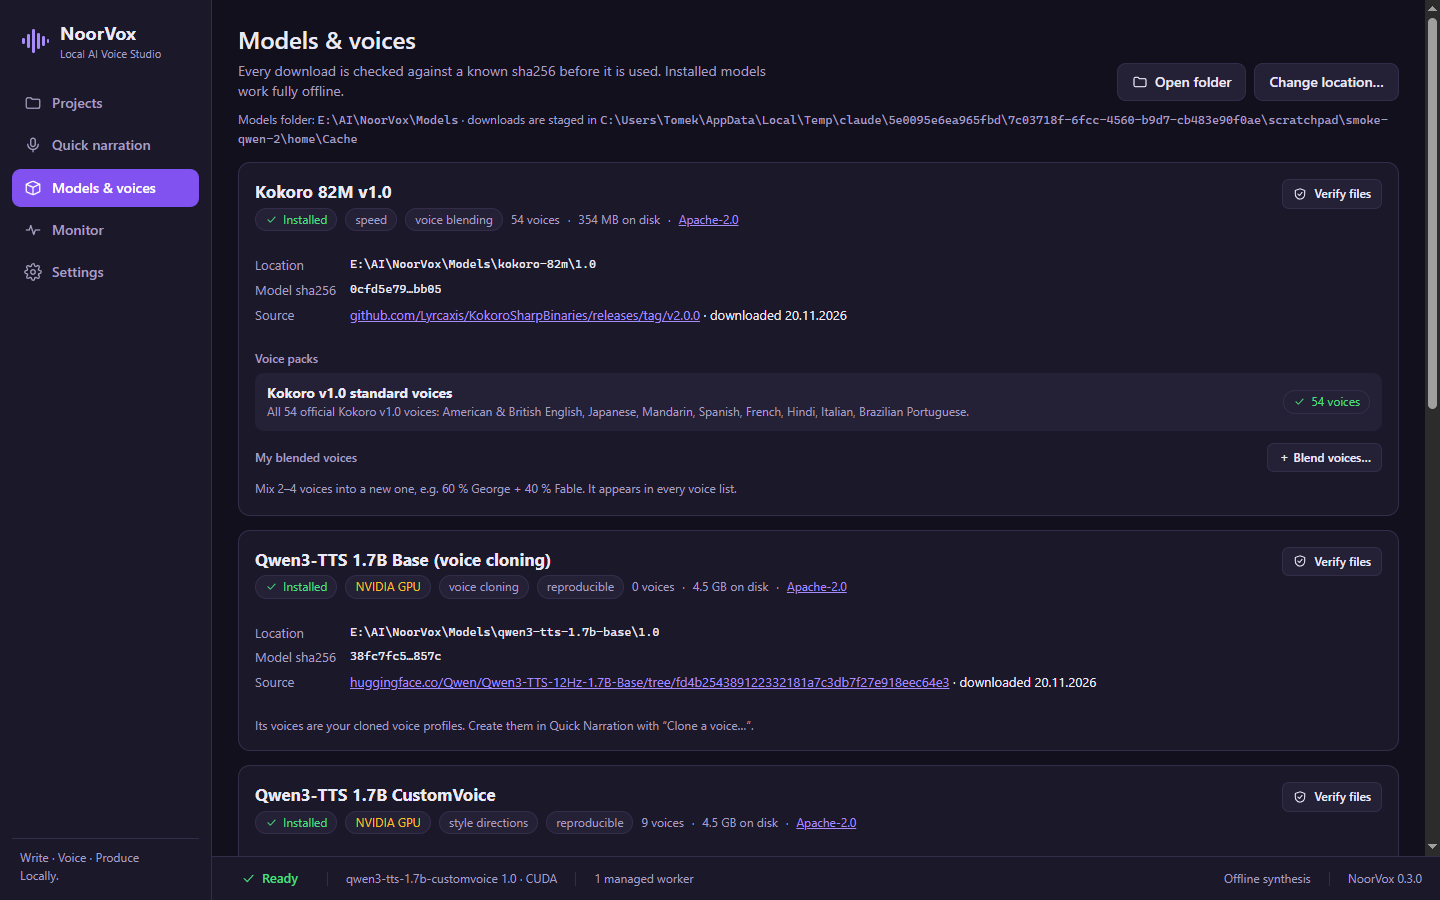 NoorVox
Local AI Voice Studio
Projects
Quick narration
Models & voices
Monitor
Settings
Write · Voice · Produce
Locally.
Models & voices
Every download is checked against a known sha256 before it is used. Installed models
work fully offline.
Open folder
Change location...
Models folder: E:\AI\NoorVox\Models · downloads are staged in C:\Users\Tomek\AppData\Local\Temp\claude\5e0095e6ea965fbd\7c03718f-6fcc-4560-b9d7-cb483e90f0ae\scratchpad\smoke-
qwen-2\home\Cache
Kokoro 82M v1.0
Verify files
Installed speed voice blending 54 voices · 354 MB on disk · Apache-2.0
Location E:\AI\NoorVox\Models\kokoro-82m\1.0
Model sha256 0cfd5e79…bb05
Source github.com/Lyrcaxis/KokoroSharpBinaries/releases/tag/v2.0.0 · downloaded 20.11.2026
Voice packs
Kokoro v1.0 standard voices
All 54 official Kokoro v1.0 voices: American & British English, Japanese, Mandarin, Spanish, French, Hindi, Italian, Brazilian Portuguese.
54 voices
My blended voices
+ Blend voices...
Mix 2–4 voices into a new one, e.g. 60 % George + 40 % Fable. It appears in every voice list.
Qwen3-TTS 1.7B Base (voice cloning)
Verify files
Installed NVIDIA GPU voice cloning reproducible 0 voices · 4.5 GB on disk · Apache-2.0
Location E:\AI\NoorVox\Models\qwen3-tts-1.7b-base\1.0
Model sha256 38fc7fc5…857c
Source huggingface.co/Qwen/Qwen3-TTS-12Hz-1.7B-Base/tree/fd4b254389122332181a7c3db7f27e918eec64e3 · downloaded 20.11.2026
Its voices are your cloned voice profiles. Create them in Quick Narration with “Clone a voice...”.
Qwen3-TTS 1.7B CustomVoice
Verify files
Installed NVIDIA GPU style directions reproducible 9 voices · 4.5 GB on disk · Apache-2.0
Ready
qwen3-tts-1.7b-customvoice 1.0 · CUDA
1 managed worker
Offline synthesis
NoorVox 0.3.0